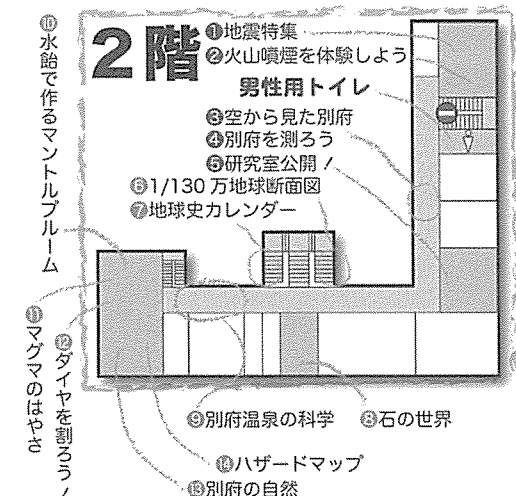 2階
❶地震特集
❷火山噴煙を体験しよう
男性用トイレ
❸空から見た別府
❹別府を測ろう
❺研究室公開！
❻1/130万地球断面図
❼地球史カレンダー
❽石の世界
❾別府温泉の科学
❿水飴で作るマントルプルーム
⓫マグマのはやさ
⓬ダイヤを割ろう！
⓮ハザードマップ
⓭別府の自然